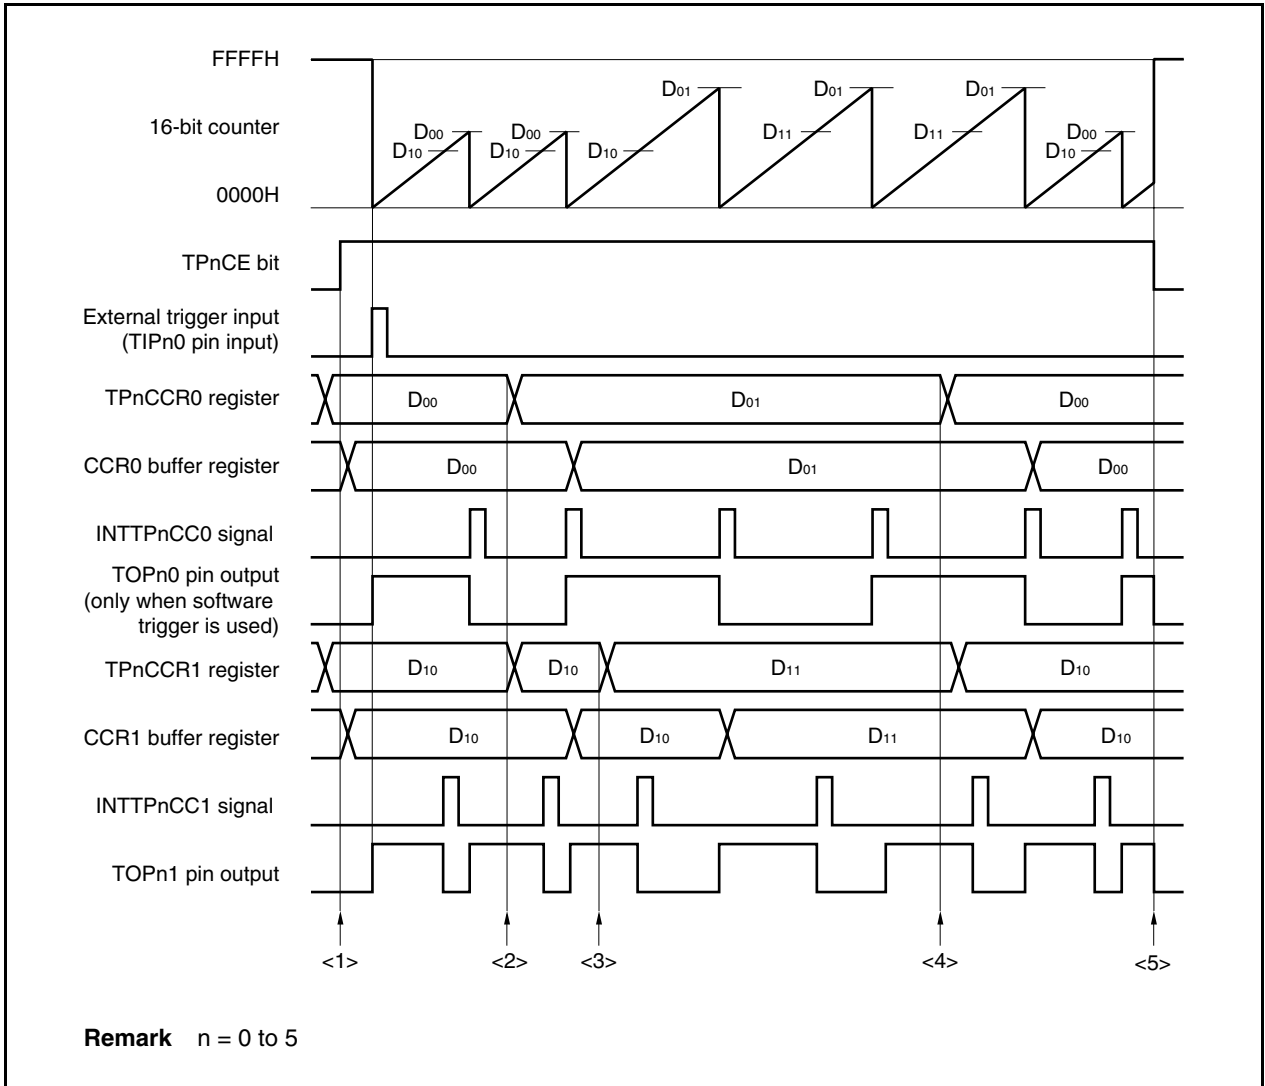 FFFFH
D01 D01 D01
16-bit counter
D00 D00 D11 D11 D00
D10 D10 D10 D10
0000H
TPnCE bit
External trigger input
(TIPn0 pin input)
TPnCCR0 register D00 D01 D00
CCR0 buffer register D00 D01 D00
INTTPnCC0 signal
TOPn0 pin output
(only when software
trigger is used)
TPnCCR1 register D10 D10 D11 D10
CCR1 buffer register D10 D10 D11 D10
INTTPnCC1 signal
TOPn1 pin output
<1> <2> <3> <4> <5>
Remark n = 0 to 5